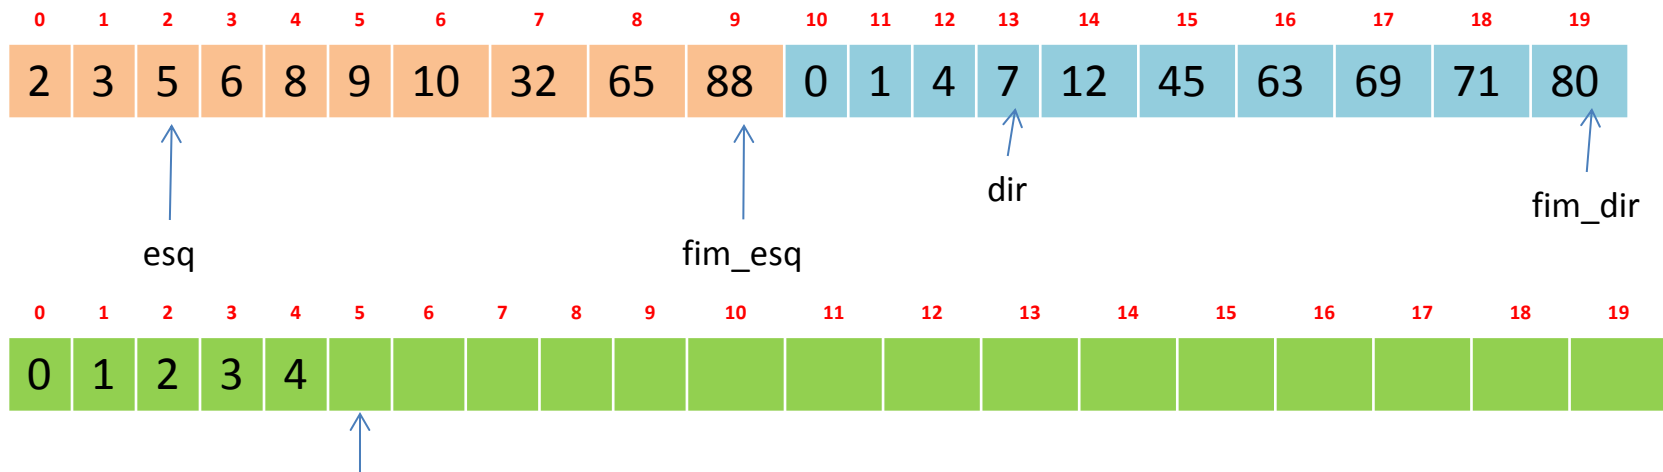 0 1 2 3 4 5 6 7 8 9 10 11 12 13 14 15 16 17 18 19
2 3 5 6 8 9 10 32 65 88 0 1 4 7 12 45 63 69 71 80
dir
fim_dir
esq fim_esq
0 1 2 3 4 5 6 7 8 9 10 11 12 13 14 15 16 17 18 19
0 1 2 3 4